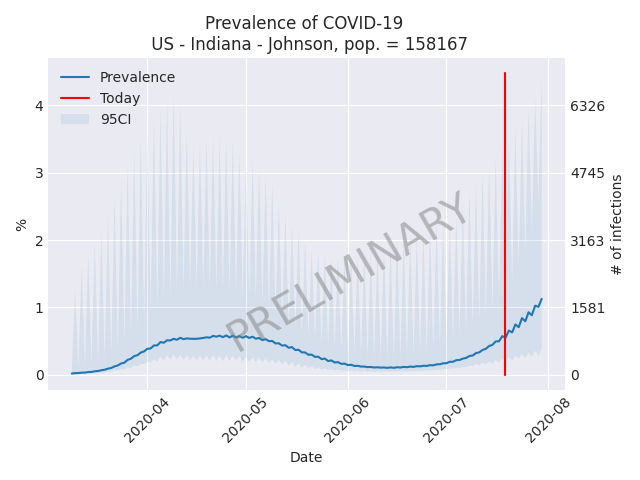 Prevalence of COVID-19
US - Indiana - Johnson, pop. = 158167
Prevalence
Today
95CI
PRELIMINARY
%
4
3
2
1
0
6326
4745
3163
1581
0
# of infections
2020-04
2020-05
2020-06
2020-07
2020-08
Date